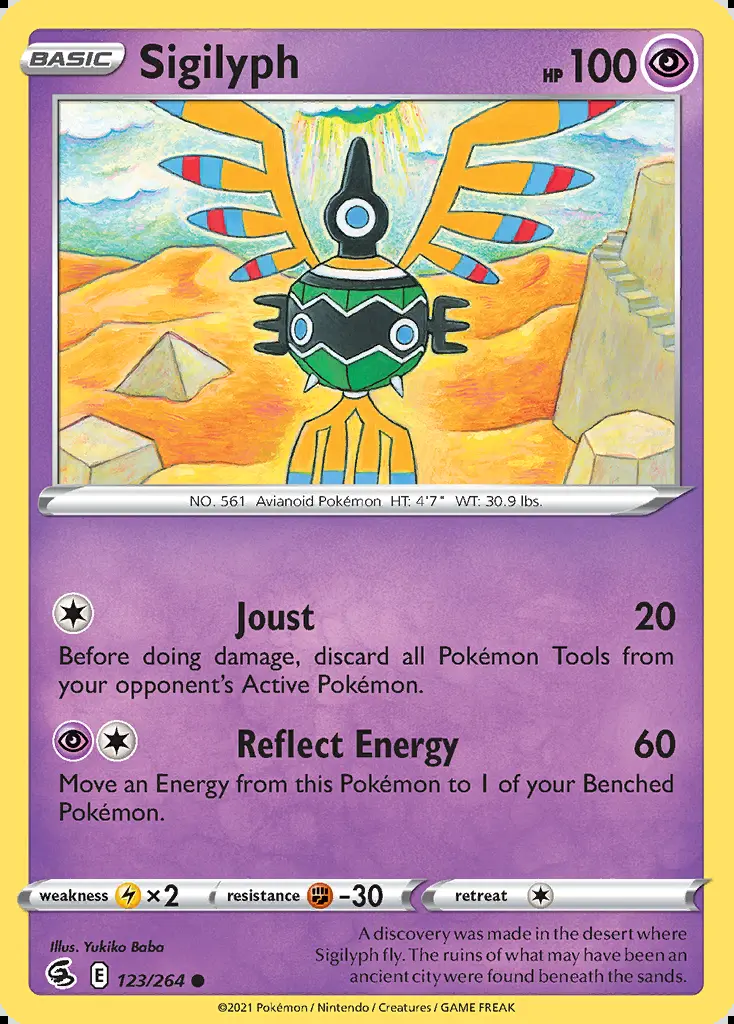 BASIC Sigilyph HP 100
NO. 561 Avianoid Pokémon HT: 4'7" WT: 30.9 lbs.
Joust 20
Before doing damage, discard all Pokémon Tools from
your opponent's Active Pokémon.
Reflect Energy 60
Move an Energy from this Pokémon to 1 of your Benched
Pokémon.
weakness ×2 resistance -30 retreat
Illus. Yukiko Baba
A discovery was made in the desert where
Sigilyph fly. The ruins of what may have been an
ancient city were found beneath the sands.
E 123/264
©2021 Pokémon / Nintendo / Creatures / GAME FREAK